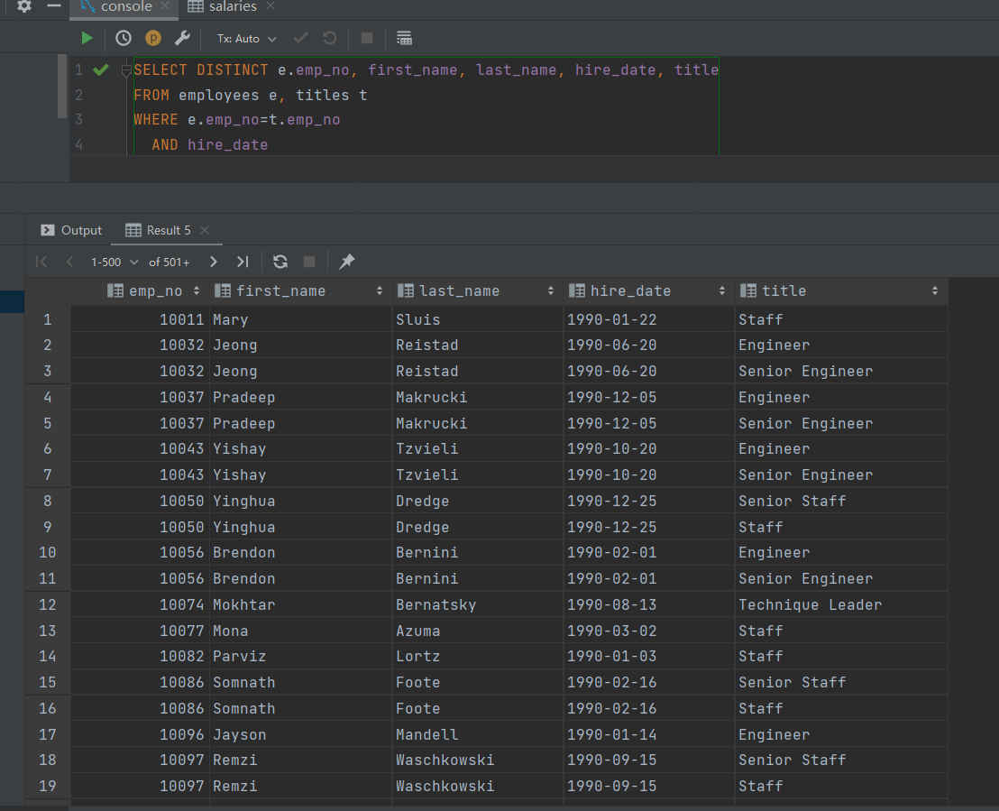 console salaries
Tx: Auto
1 SELECT DISTINCT e.emp_no, first_name, last_name, hire_date, title
2 FROM employees e, titles t
3 WHERE e.emp_no=t.emp_no
4 AND hire_date
Output Result 5
1-500 of 501+
emp_no first_name last_name hire_date title
1 10011 Mary Sluis 1990-01-22 Staff
2 10032 Jeong Reistad 1990-06-20 Engineer
3 10032 Jeong Reistad 1990-06-20 Senior Engineer
4 10037 Pradeep Makrucki 1990-12-05 Engineer
5 10037 Pradeep Makrucki 1990-12-05 Senior Engineer
6 10043 Yishay Tzvieli 1990-10-20 Engineer
7 10043 Yishay Tzvieli 1990-10-20 Senior Engineer
8 10050 Yinghua Dredge 1990-12-25 Senior Staff
9 10050 Yinghua Dredge 1990-12-25 Staff
10 10056 Brendon Bernini 1990-02-01 Engineer
11 10056 Brendon Bernini 1990-02-01 Senior Engineer
12 10074 Mokhtar Bernatsky 1990-08-13 Technique Leader
13 10077 Mona Azuma 1990-03-02 Staff
14 10082 Parviz Lortz 1990-01-03 Staff
15 10086 Somnath Foote 1990-02-16 Senior Staff
16 10086 Somnath Foote 1990-02-16 Staff
17 10096 Jayson Mandell 1990-01-14 Engineer
18 10097 Remzi Waschkowski 1990-09-15 Senior Staff
19 10097 Remzi Waschkowski 1990-09-15 Staff